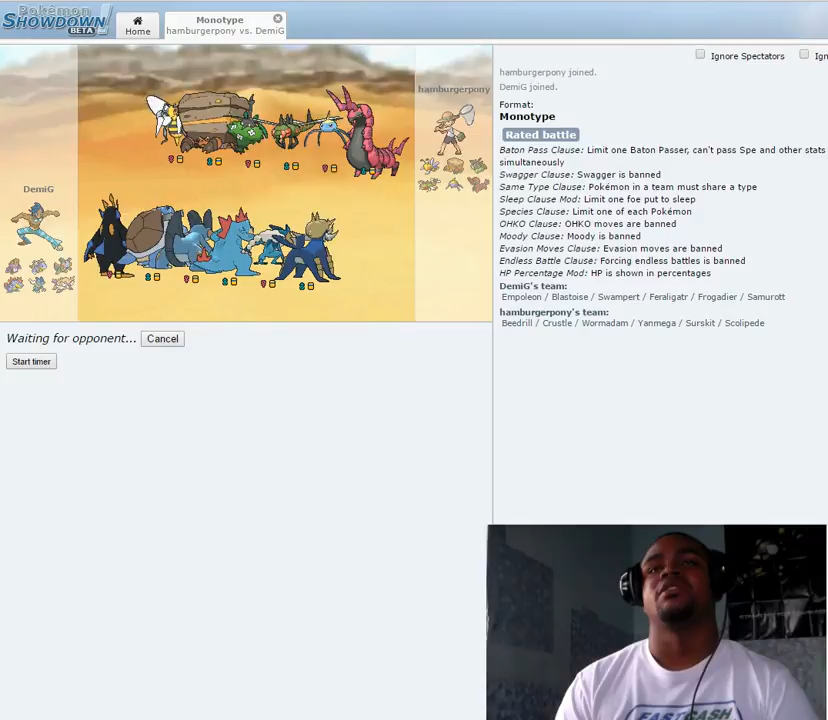 Pokémon
SHOWDOWN!
BETA
Home
Monotype
hamburgerpony vs. DemiG
Ignore Spectators
Ign
hamburgerpony joined.
DemiG joined.
Format:
Monotype
Rated battle
Baton Pass Clause: Limit one Baton Passer, can't pass Spe and other stats
simultaneously
Swagger Clause: Swagger is banned
Same Type Clause: Pokémon in a team must share a type
Sleep Clause Mod: Limit one foe put to sleep
Species Clause: Limit one of each Pokémon
OHKO Clause: OHKO moves are banned
Moody Clause: Moody is banned
Evasion Moves Clause: Evasion moves are banned
Endless Battle Clause: Forcing endless battles is banned
HP Percentage Mod: HP is shown in percentages
DemiG's team:
Empoleon / Blastoise / Swampert / Feraligatr / Frogadier / Samurott
hamburgerpony's team:
Beedrill / Crustle / Wormadam / Yanmega / Surskit / Scolipede
hamburgerpony
DemiG
Waiting for opponent...
Cancel
Start timer
FASTCASH